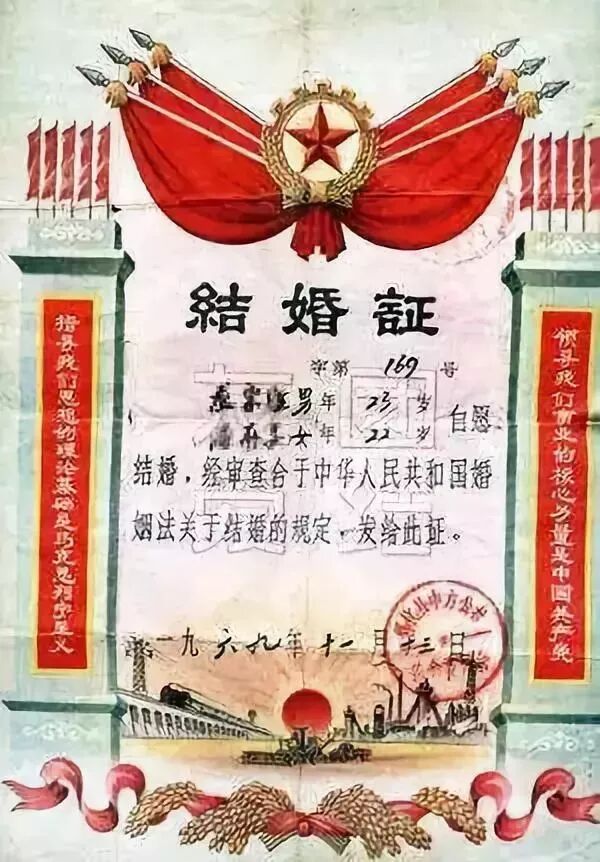 結婚証
字第 169 号
男年 23 岁
女年 22 岁
自愿
结婚，经审查合于中华人民共和国婚
姻法关于结婚的规定，发给此证。
一九六九年十一月十三日
指导我们思想的理论基础是马克思列宁主义
领导我们事业的核心力量是中国共产党